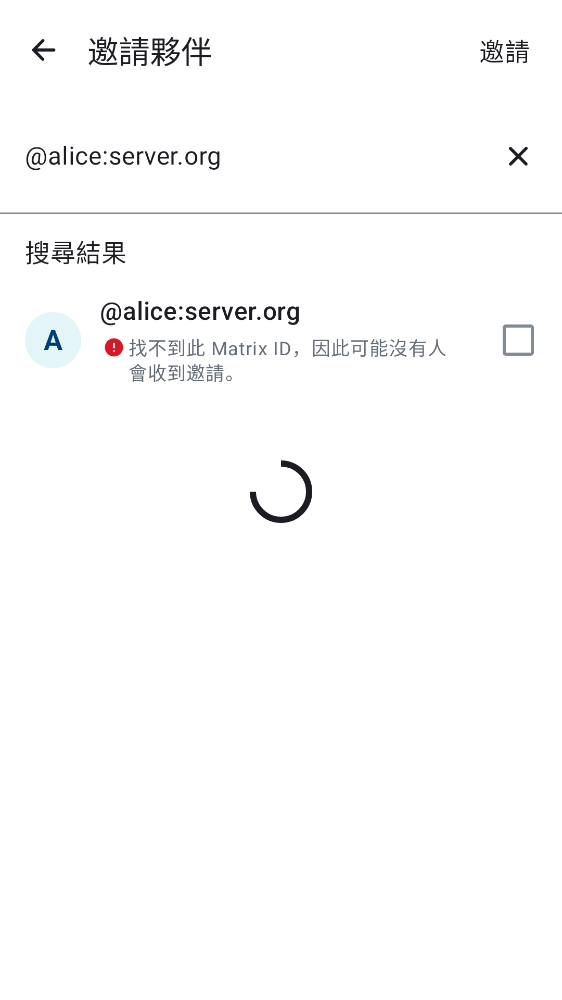 邀請夥伴
邀請
@alice:server.org
搜尋結果
A
@alice:server.org
找不到此 Matrix ID，因此可能沒有人
會收到邀請。